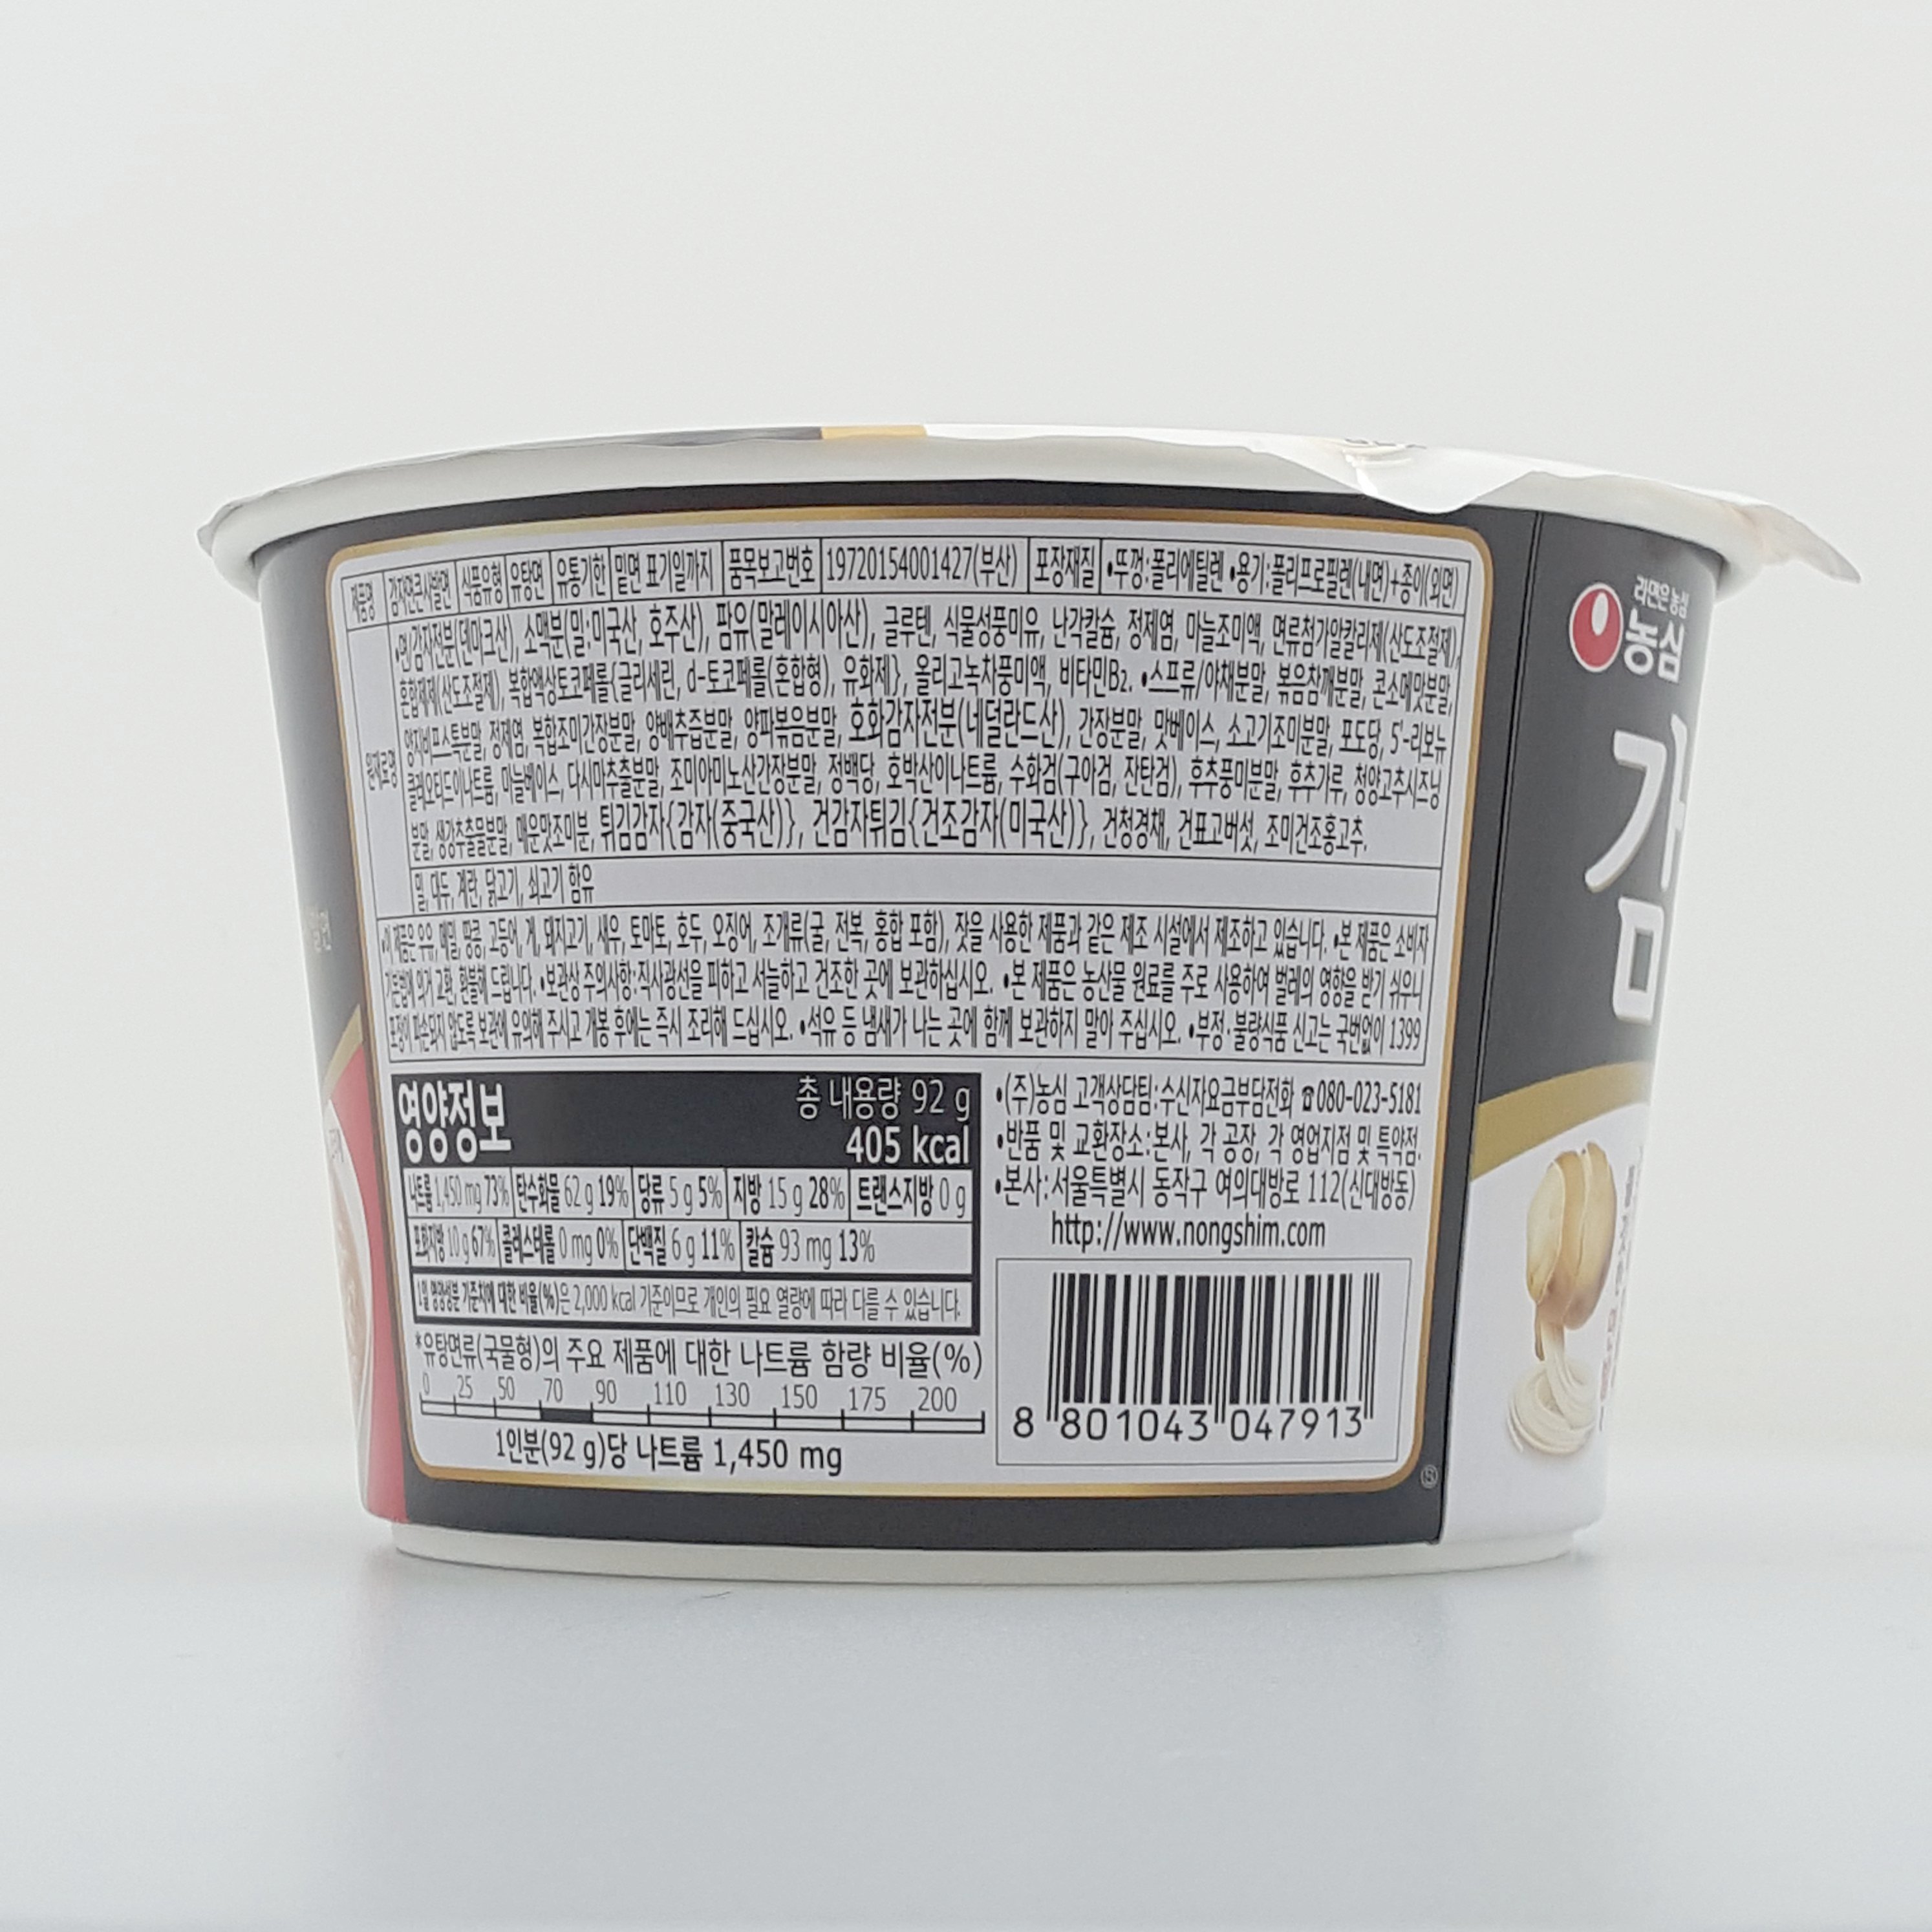 제품명 감자면큰사발면 식품유형 유탕면 유통기한 밑면 표기일까지 품목보고번호 19720154001427(부산) 포장재질 •뚜껑:폴리에틸렌 •용기:폴리프로필렌(내면)+종이(외면)
원재료명
•면/감자전분(덴마크산), 소맥분(밀:미국산, 호주산), 팜유(말레이시아산), 글루텐, 식물성풍미유, 난각칼슘, 정제염, 마늘조미액, 면류첨가알칼리제(산도조절제),
혼합제제(산도조절제), 복합액상토코페롤{글리세린, d-토코페롤(혼합형), 유화제}, 올리고녹차풍미액, 비타민B₂. •스프류/야채분말, 볶음참깨분말, 콘소메맛분말,
양지비프스톡분말, 정제염, 복합조미간장분말, 양배추즙분말, 양파볶음분말, 호화감자전분(네덜란드산), 간장분말, 맛베이스, 소고기조미분말, 포도당, 5'-리보뉴
클레오티드이나트륨, 마늘베이스, 다시마추출분말, 조미아미노산간장분말, 정백당, 호박산이나트륨, 수화검(구아검, 잔탄검), 후추풍미분말, 후추가루, 청양고추시즈닝
분말, 생강추출물분말, 매운맛조미분, 튀김감자{감자(중국산)}, 건감자튀김{건조감자(미국산)}, 건청경채, 건표고버섯, 조미건조홍고추.
밀, 대두, 계란, 닭고기, 쇠고기 함유
•이 제품은 우유, 메밀, 땅콩, 고등어, 게, 돼지고기, 새우, 토마토, 호두, 오징어, 조개류(굴, 전복, 홍합 포함), 잣을 사용한 제품과 같은 제조 시설에서 제조하고 있습니다. •본 제품은 소비자
기본법에 의거 교환, 환불해 드립니다. •보관상 주의사항:직사광선을 피하고 서늘하고 건조한 곳에 보관하십시오. •본 제품은 농산물 원료를 주로 사용하여 벌레의 영향을 받기 쉬우니
포장이 파손되지 않도록 보관에 유의해 주시고 개봉 후에는 즉시 조리해 드십시오. •석유 등 냄새가 나는 곳에 함께 보관하지 말아 주십시오. •부정·불량식품 신고는 국번없이 1399
영양정보
총 내용량 92 g
405 kcal
나트륨 1,450 mg 73% 탄수화물 62 g 19% 당류 5 g 5% 지방 15 g 28% 트랜스지방 0 g
포화지방 10 g 67% 콜레스테롤 0 mg 0% 단백질 6 g 11% 칼슘 93 mg 13%
1일 영양성분 기준치에 대한 비율(%)은 2,000 kcal 기준이므로 개인의 필요 열량에 따라 다를 수 있습니다.
*유탕면류(국물형)의 주요 제품에 대한 나트륨 함량 비율(%)
0 25 50 70 90 110 130 150 175 200
1인분(92 g)당 나트륨 1,450 mg
•(주)농심 고객상담팀:수신자요금부담전화 ☎080-023-5181
•반품 및 교환장소:본사, 각 공장, 각 영업지점 및 특약점.
•본사:서울특별시 동작구 여의대방로 112(신대방동)
http://www.nongshim.com
8 801043 047913
라면은 농심
농심
감